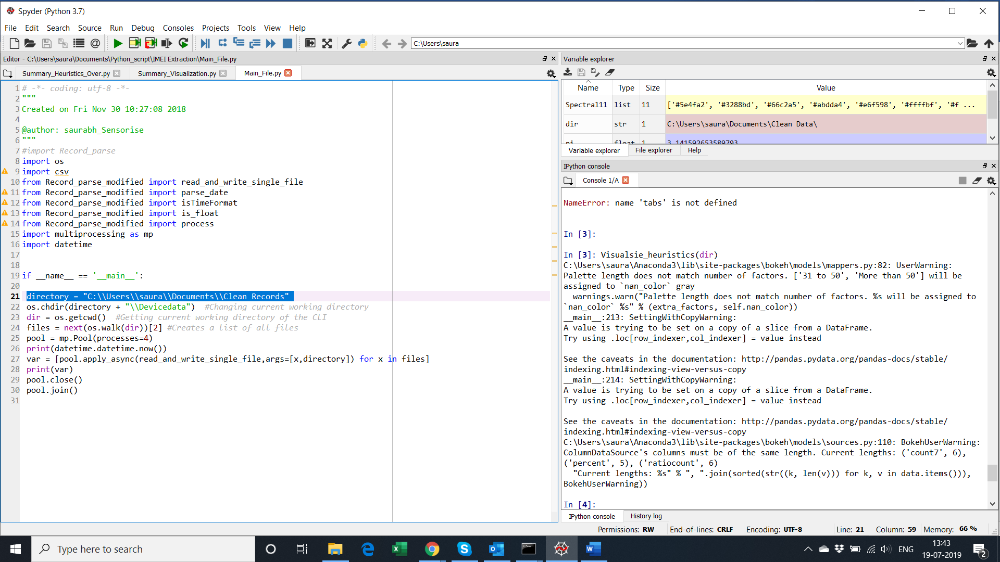 Spyder (Python 3.7)
File Edit Search Source Run Debug Consoles Projects Tools View Help
C:\Users\saura
Editor - C:\Users\saura\Documents\Python_script\IMEI Extraction\Main_File.py
Summary_Heuristics_Over.py Summary_Visualization.py Main_File.py
1 # -*- coding: utf-8 -*-
2 """
3 Created on Fri Nov 30 10:27:08 2018
4
5 @author: saurabh_Sensorise
6 """
7 #import Record_parse
8 import os
9 import csv
10 from Record_parse_modified import read_and_write_single_file
11 from Record_parse_modified import parse_date
12 from Record_parse_modified import isTimeFormat
13 from Record_parse_modified import is_float
14 from Record_parse_modified import process
15 import multiprocessing as mp
16 import datetime
17
18
19 if __name__ == '__main__':
20
21 directory = "C:\\Users\\saura\\Documents\\Clean Records"
22 os.chdir(directory + "\\Devicedata")  #Changing current working directory
23 dir = os.getcwd()  #Getting current working directory of the CLI
24 files = next(os.walk(dir))[2] #Creates a list of all files
25 pool = mp.Pool(processes=4)
26 print(datetime.datetime.now())
27 var = [pool.apply_async(read_and_write_single_file,args=[x,directory]) for x in files]
28 print(var)
29 pool.close()
30 pool.join()
31
Variable explorer
Name Type Size Value
Spectral11 list 11 ['#5e4fa2', '#3288bd', '#66c2a5', '#abdda4', '#e6f598', '#ffffbf', '#f ...
dir str 1 C:\Users\saura\Documents\Clean Data\
pi float 1 3.141592653589793
Variable explorer File explorer Help
IPython console
Console 1/A
NameError: name 'tabs' is not defined
In [3]:
In [3]: Visualsie_heuristics(dir)
C:\Users\saura\Anaconda3\lib\site-packages\bokeh\models\mappers.py:82: UserWarning:
Palette length does not match number of factors. ['31 to 50', 'More than 50'] will be
assigned to `nan_color` gray
warnings.warn("Palette length does not match number of factors. %s will be assigned to
`nan_color` %s" % (extra_factors, self.nan_color))
__main__:213: SettingWithCopyWarning:
A value is trying to be set on a copy of a slice from a DataFrame.
Try using .loc[row_indexer,col_indexer] = value instead
See the caveats in the documentation: http://pandas.pydata.org/pandas-docs/stable/
indexing.html#indexing-view-versus-copy
__main__:214: SettingWithCopyWarning:
A value is trying to be set on a copy of a slice from a DataFrame.
Try using .loc[row_indexer,col_indexer] = value instead
See the caveats in the documentation: http://pandas.pydata.org/pandas-docs/stable/
indexing.html#indexing-view-versus-copy
C:\Users\saura\Anaconda3\lib\site-packages\bokeh\models\sources.py:110: BokehUserWarning:
ColumnDataSource's columns must be of the same length. Current lengths: ('count7', 6),
('percent', 5), ('ratiocount', 6)
"Current lengths: %s" % ", ".join(sorted(str((k, len(v))) for k, v in data.items())),
BokehUserWarning))
In [4]:
IPython console History log
Permissions: RW End-of-lines: CRLF Encoding: UTF-8 Line: 21 Column: 59 Memory: 66 %
Type here to search
ENG
13:43
19-07-2019
2